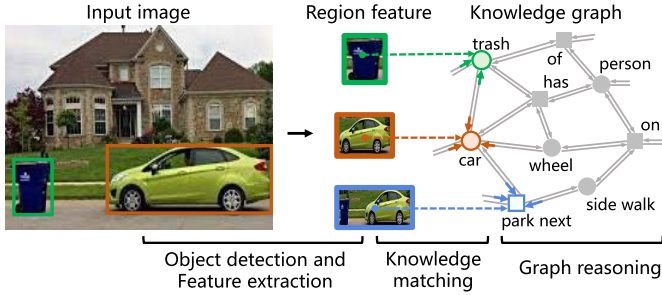 Input image
Region feature
Knowledge graph
trash
of
has
person
on
car
wheel
side walk
park next
Object detection and
Feature extraction
Knowledge
matching
Graph reasoning